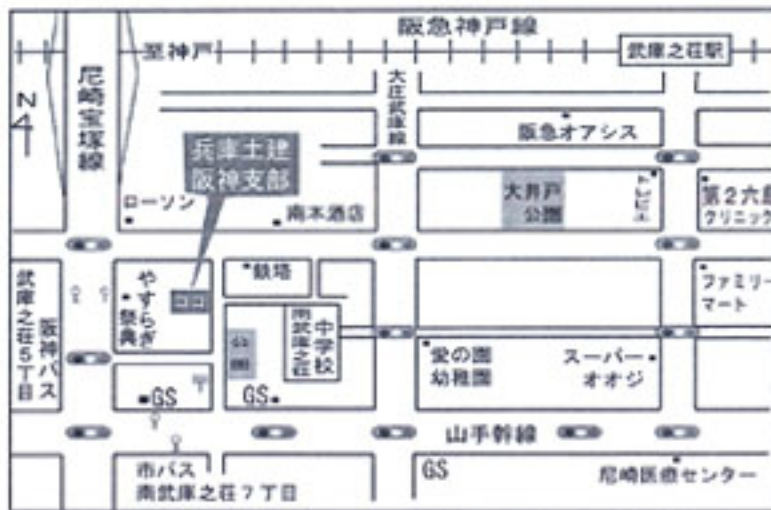 阪急神戸線
至神戸
武庫之荘駅
N
尼崎宝塚線
大庄武庫線
阪急オアシス
兵庫土建
阪神支部
ローソン
南本酒店
大井戸
公園
第2六島
クリニック
鉄塔
やすらぎ
祭典
ココ
ファミリー
マート
阪神バス
武庫之荘5丁目
公園
南武庫之荘
中学校
愛の園
幼稚園
スーパー
オオジ
GS
GS
山手幹線
市バス
南武庫之荘7丁目
GS
尼崎医療センター